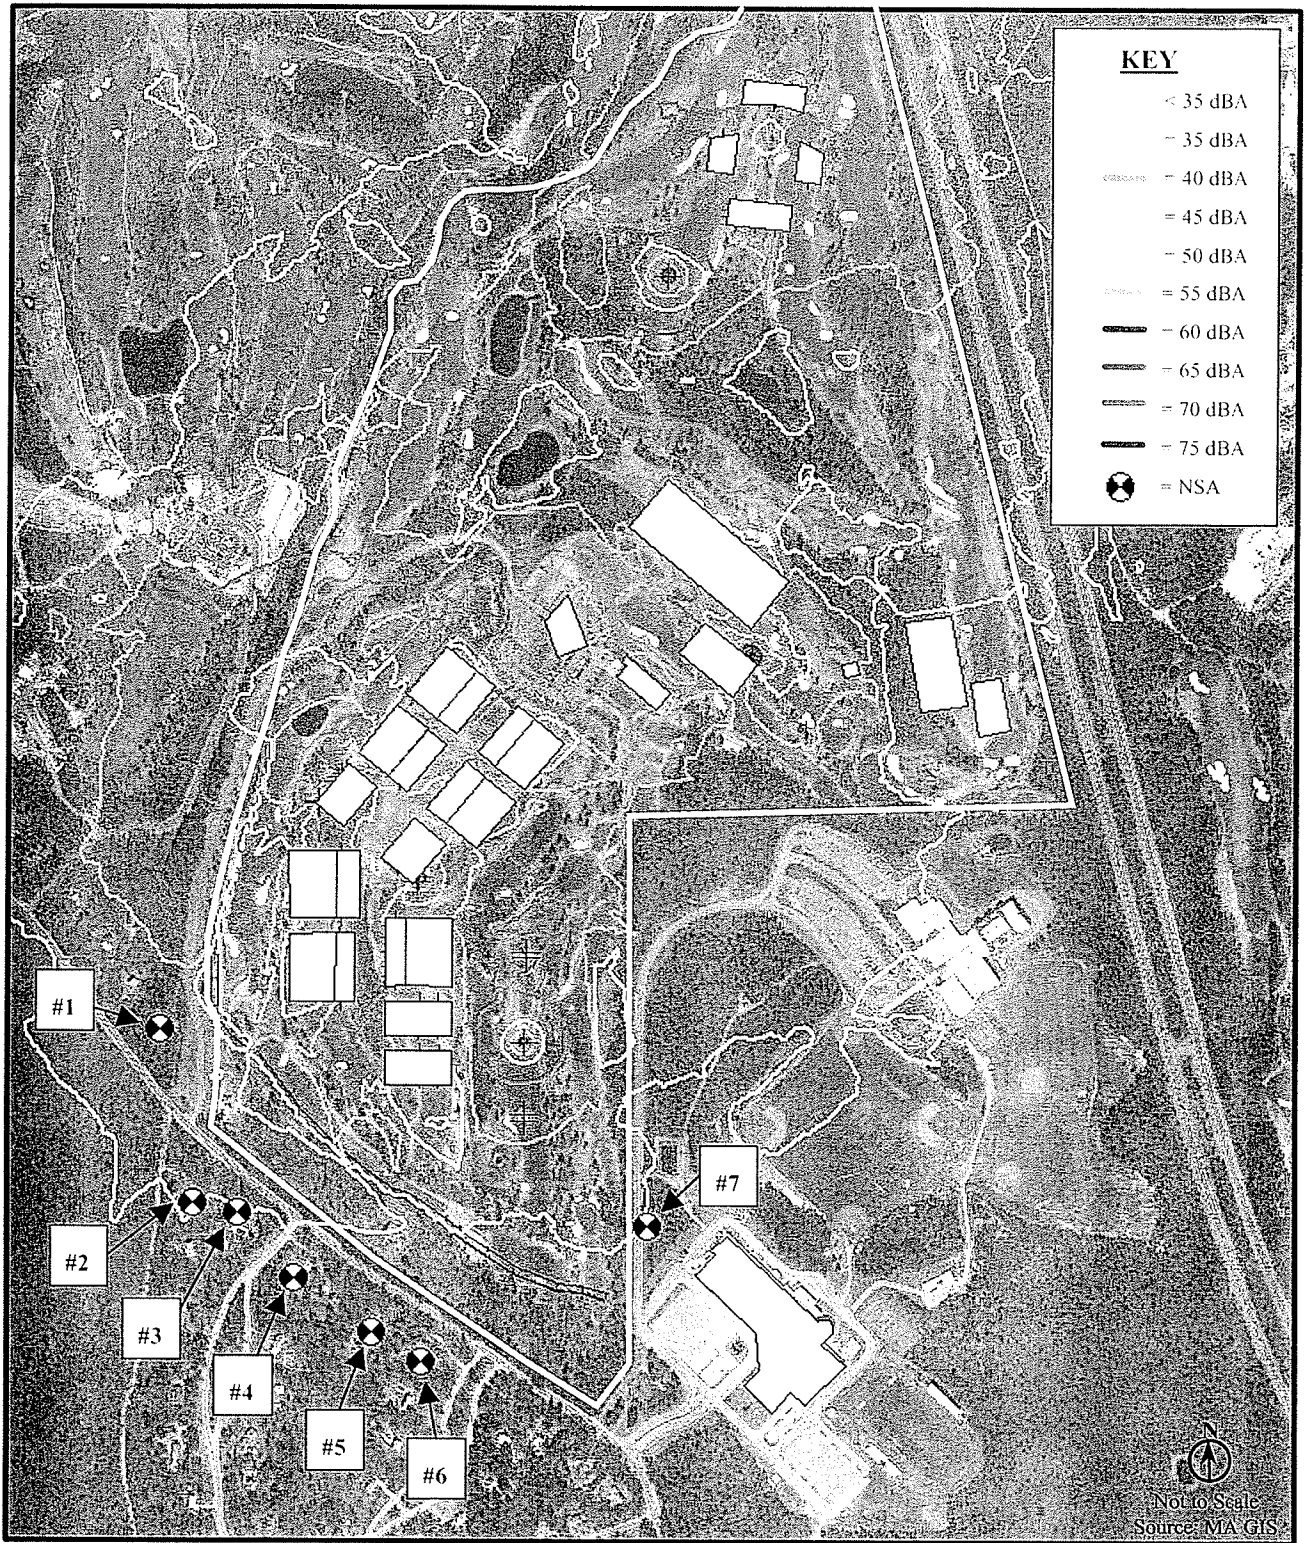 KEY
< 35 dBA
= 35 dBA
= 40 dBA
= 45 dBA
= 50 dBA
= 55 dBA
= 60 dBA
= 65 dBA
= 70 dBA
= 75 dBA
= NSA
#1
#7
#2
#3
#4
#5
#6
N
Not to Scale
Source: MA GIS